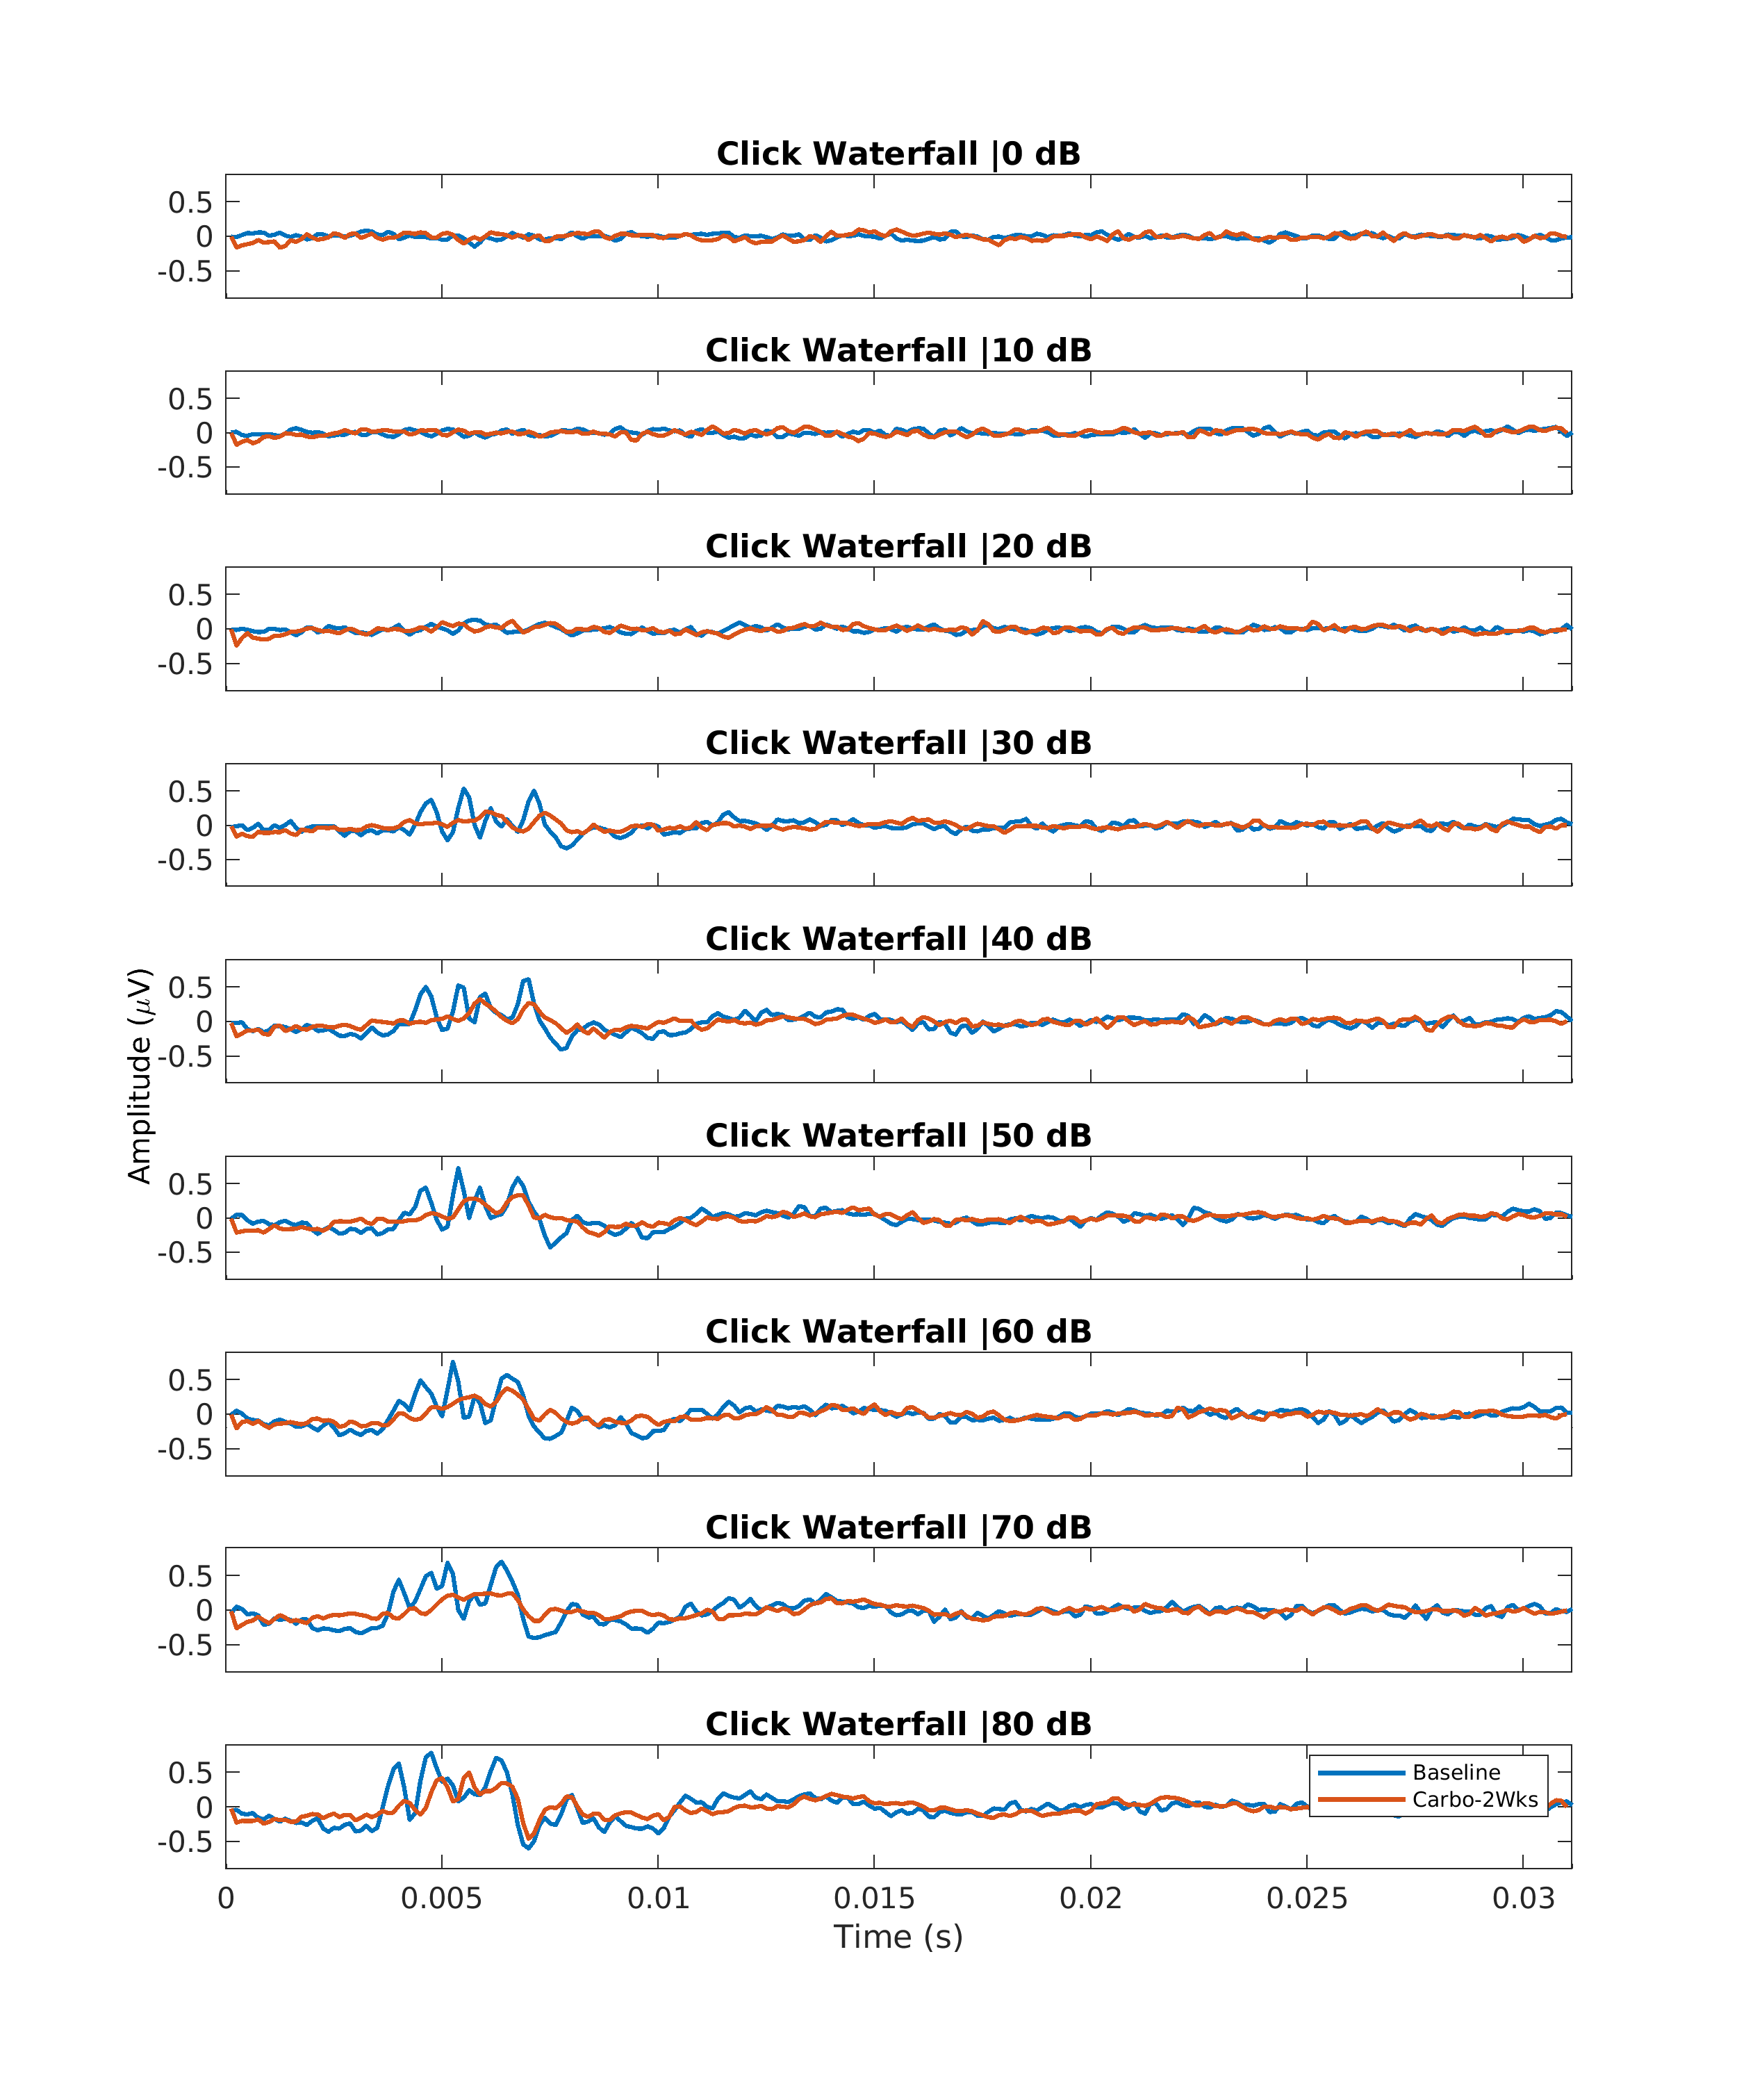 Click Waterfall |0 dB
0.5
0
-0.5
Click Waterfall |10 dB
0.5
0
-0.5
Click Waterfall |20 dB
0.5
0
-0.5
Click Waterfall |30 dB
0.5
0
-0.5
Click Waterfall |40 dB
0.5
0
-0.5
Amplitude (μV)
Click Waterfall |50 dB
0.5
0
-0.5
Click Waterfall |60 dB
0.5
0
-0.5
Click Waterfall |70 dB
0.5
0
-0.5
Click Waterfall |80 dB
0.5
0
-0.5
Baseline
Carbo-2Wks
0 0.005 0.01 0.015 0.02 0.025 0.03
Time (s)